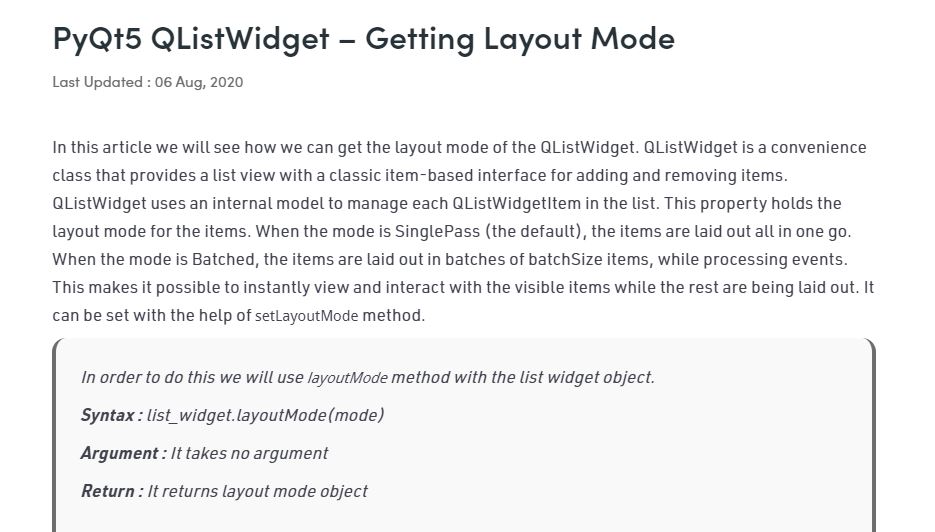 PyQt5 QListWidget – Getting Layout Mode
Last Updated : 06 Aug, 2020
In this article we will see how we can get the layout mode of the QListWidget. QListWidget is a convenience
class that provides a list view with a classic item-based interface for adding and removing items.
QListWidget uses an internal model to manage each QListWidgetItem in the list. This property holds the
layout mode for the items. When the mode is SinglePass (the default), the items are laid out all in one go.
When the mode is Batched, the items are laid out in batches of batchSize items, while processing events.
This makes it possible to instantly view and interact with the visible items while the rest are being laid out. It
can be set with the help of setLayoutMode method.
In order to do this we will use layoutMode method with the list widget object.
Syntax : list_widget.layoutMode(mode)
Argument : It takes no argument
Return : It returns layout mode object